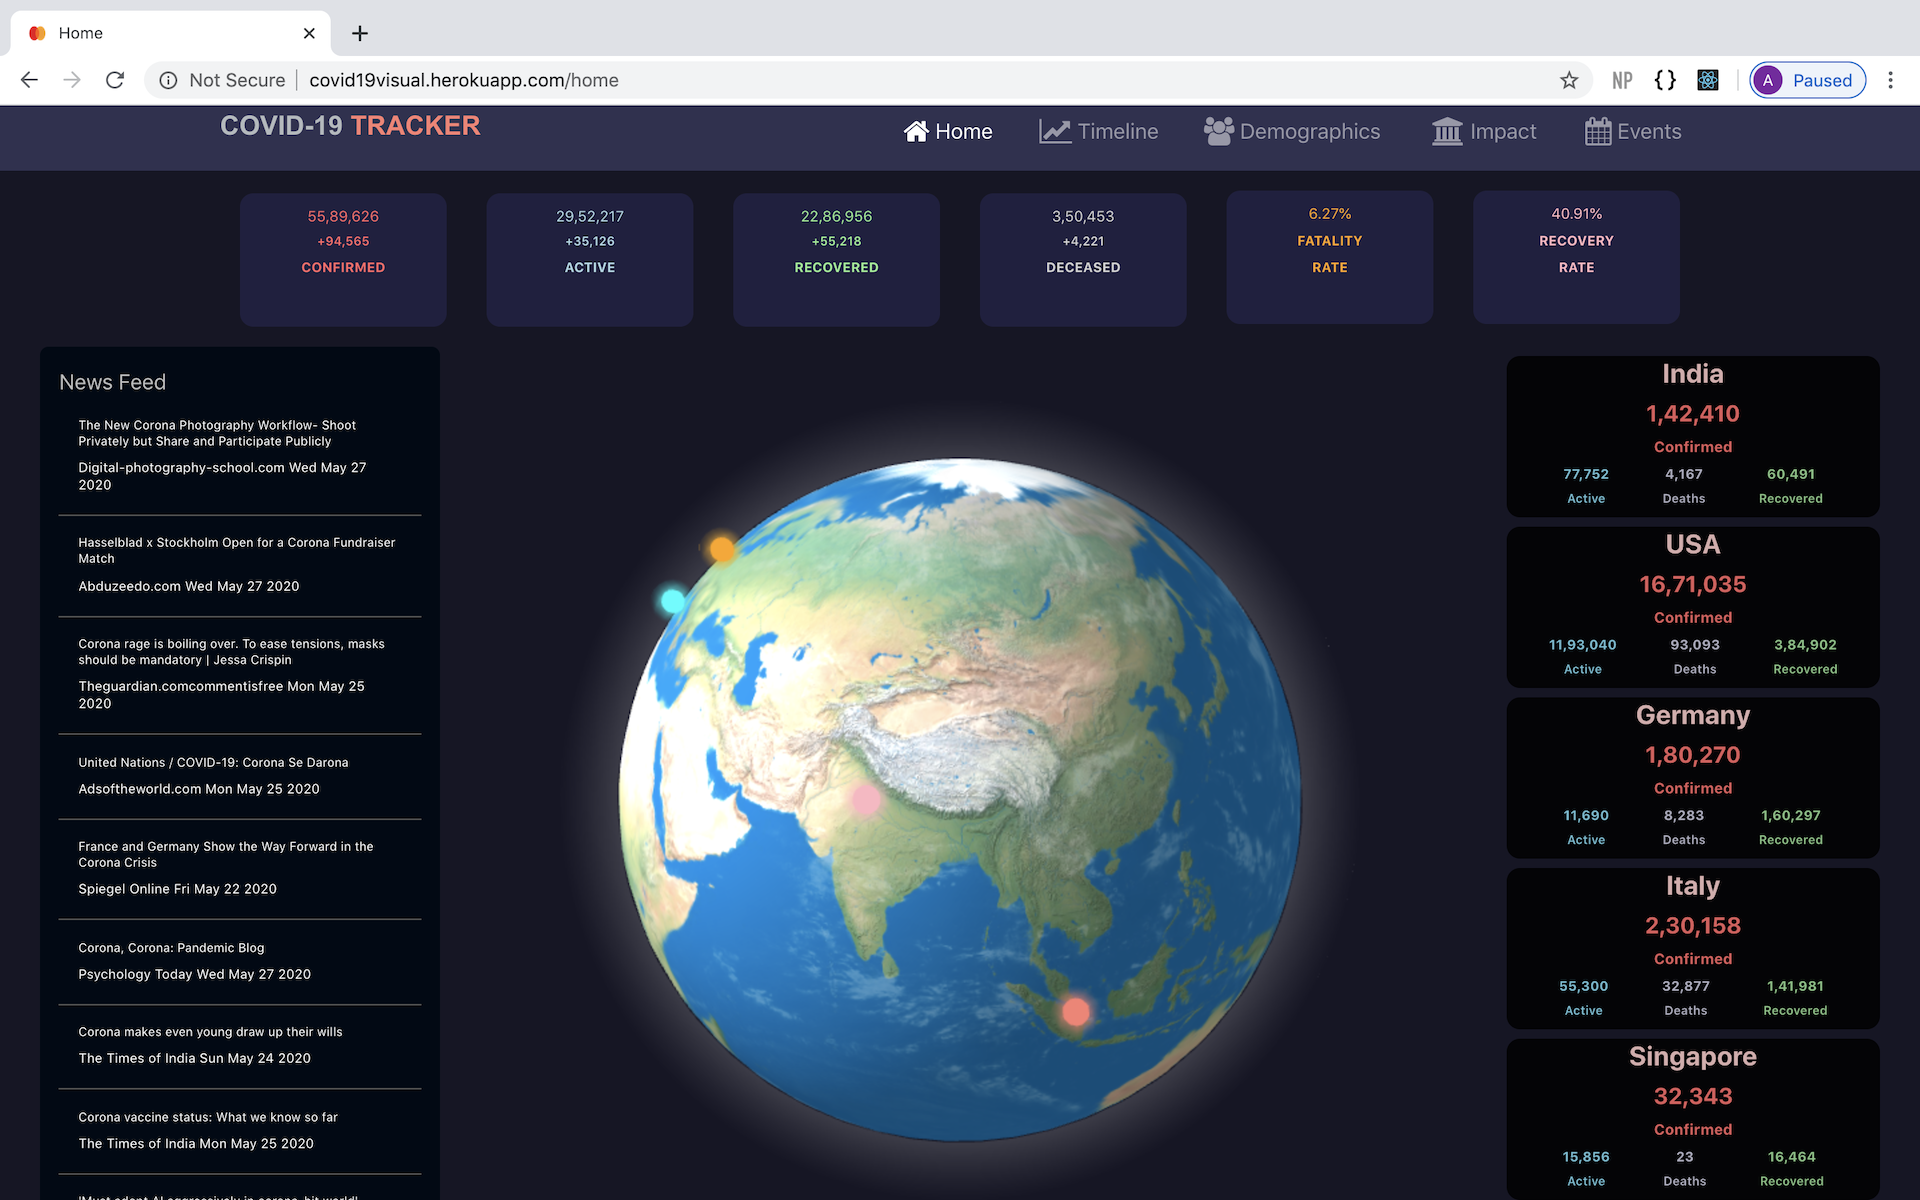 Home
Not Secure
covid19visual.herokuapp.com/home
NP
A
Paused
COVID-19 TRACKER
Home
Timeline
Demographics
Impact
Events
55,89,626
+94,565
CONFIRMED
29,52,217
+35,126
ACTIVE
22,86,956
+55,218
RECOVERED
3,50,453
+4,221
DECEASED
6.27%
FATALITY
RATE
40.91%
RECOVERY
RATE
News Feed
The New Corona Photography Workflow- Shoot
Privately but Share and Participate Publicly
Digital-photography-school.com Wed May 27
2020
Hasselblad x Stockholm Open for a Corona Fundraiser
Match
Abduzeedo.com Wed May 27 2020
Corona rage is boiling over. To ease tensions, masks
should be mandatory | Jessa Crispin
Theguardian.comcommentisfree Mon May 25
2020
United Nations / COVID-19: Corona Se Darona
Adsoftheworld.com Mon May 25 2020
France and Germany Show the Way Forward in the
Corona Crisis
Spiegel Online Fri May 22 2020
Corona, Corona: Pandemic Blog
Psychology Today Wed May 27 2020
Corona makes even young draw up their wills
The Times of India Sun May 24 2020
Corona vaccine status: What we know so far
The Times of India Mon May 25 2020
'Must adopt AI aggressively in corona-hit world'
India
1,42,410
Confirmed
77,752 4,167 60,491
Active Deaths Recovered
USA
16,71,035
Confirmed
11,93,040 93,093 3,84,902
Active Deaths Recovered
Germany
1,80,270
Confirmed
11,690 8,283 1,60,297
Active Deaths Recovered
Italy
2,30,158
Confirmed
55,300 32,877 1,41,981
Active Deaths Recovered
Singapore
32,343
Confirmed
15,856 23 16,464
Active Deaths Recovered